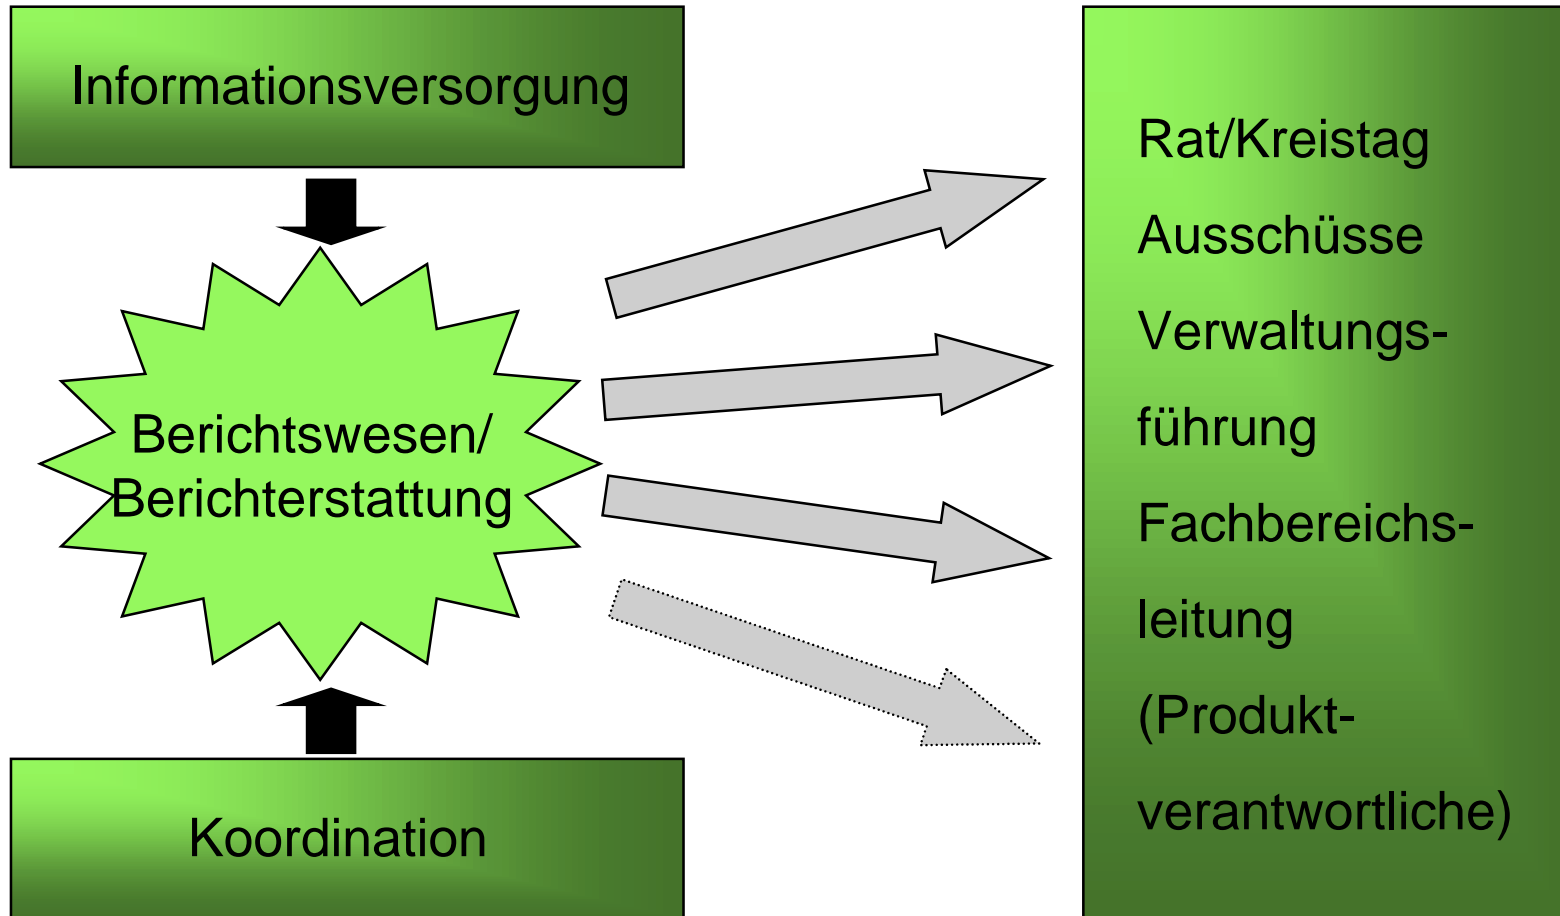 Informationsversorgung
Berichtswesen/
Berichterstattung
Koordination
Rat/Kreistag
Ausschüsse
Verwaltungs-
führung
Fachbereichs-
leitung
(Produkt-
verantwortliche)